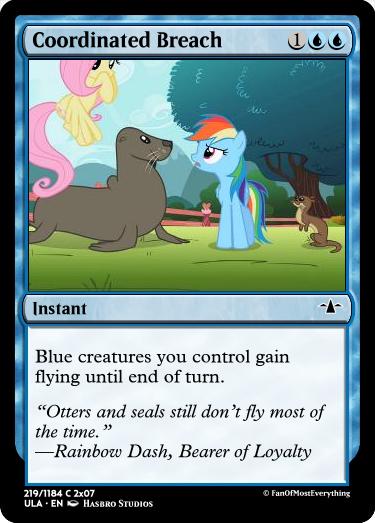 Coordinated Breach 1
Instant
Blue creatures you control gain
flying until end of turn.
“Otters and seals still don’t fly most of
the time.”
—Rainbow Dash, Bearer of Loyalty
219/1184 C 2x07
ULA • EN Hasbro Studios
© FanOfMostEverything